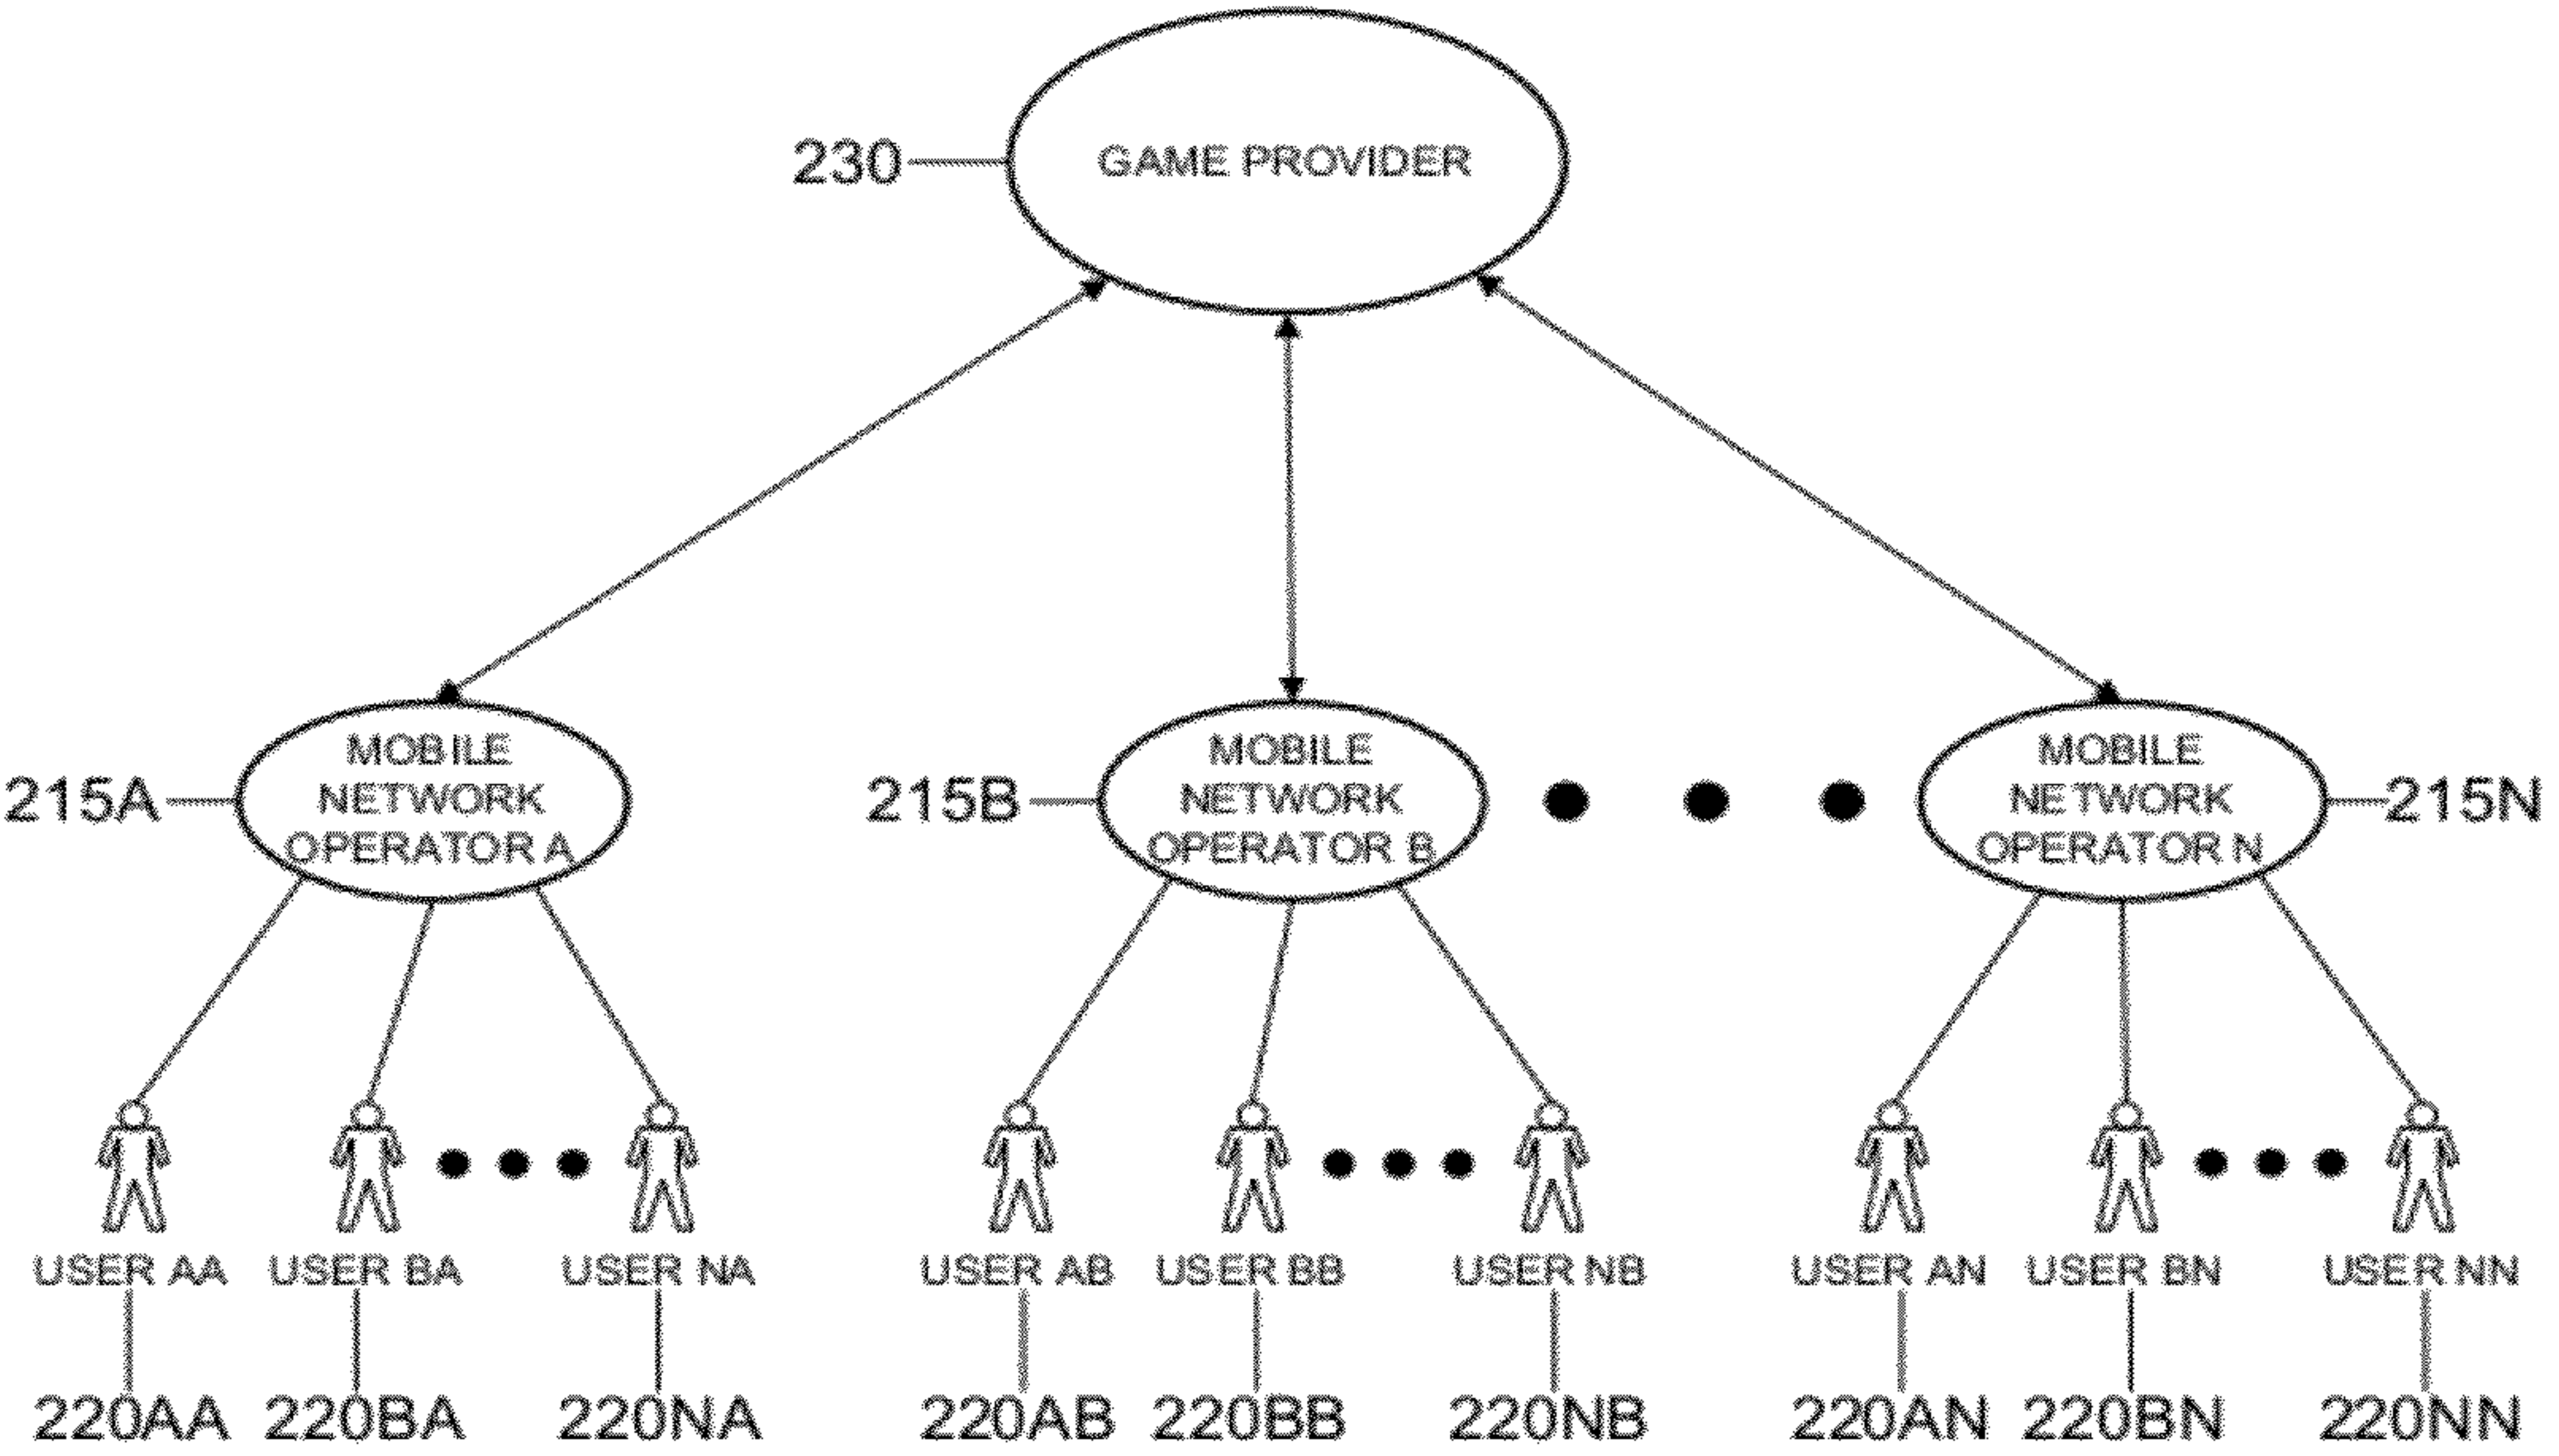 230
GAME PROVIDER
MOBILE
NETWORK
OPERATOR A
215A
MOBILE
NETWORK
OPERATOR B
215B
MOBILE
NETWORK
OPERATOR N
215N
USER AA
USER BA
USER NA
USER AB
USER BB
USER NB
USER AN
USER BN
USER NN
220AA
220BA
220NA
220AB
220BB
220NB
220AN
220BN
220NN